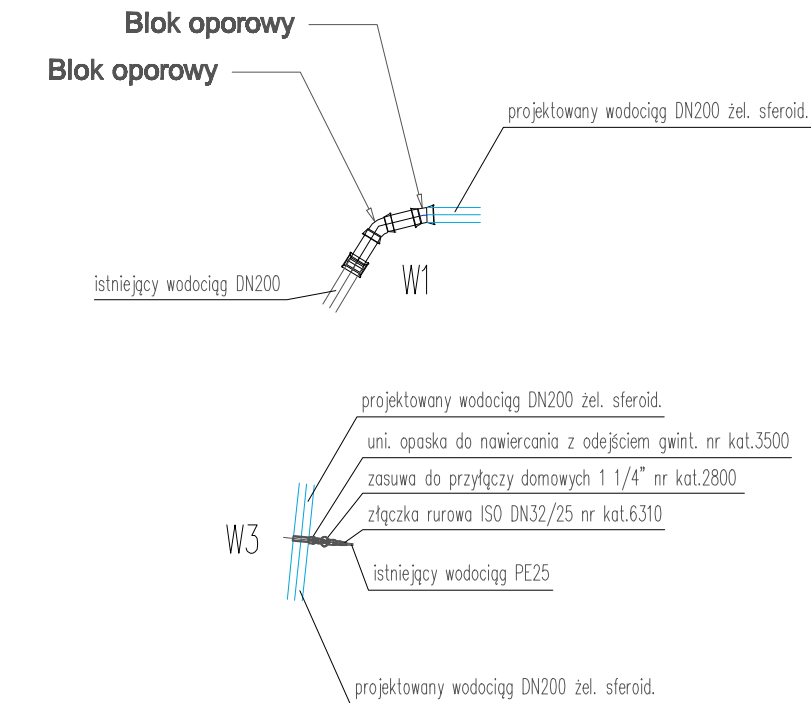 Blok oporowy
Blok oporowy
projektowany wodociąg DN200 żel. sferoid.
istniejący wodociąg DN200
W1
projektowany wodociąg DN200 żel. sferoid.
uni. opaska do nawiercania z odejściem gwint. nr kat.3500
zasuwa do przyłączy domowych 1 1/4" nr kat.2800
złączka rurowa ISO DN32/25 nr kat.6310
W3
istniejący wodociąg PE25
projektowany wodociąg DN200 żel. sferoid.